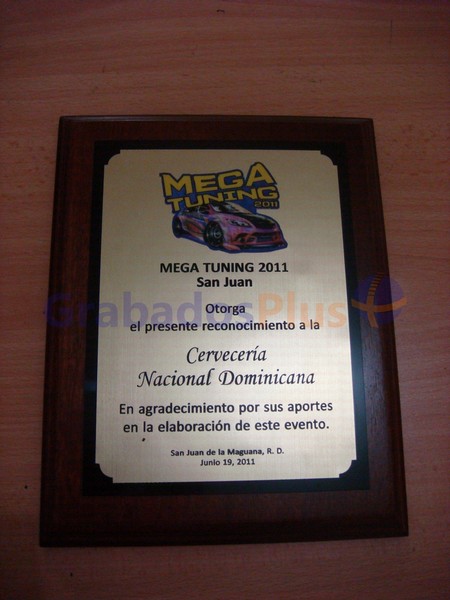 MEGA
TUNING
2011
MEGA TUNING 2011
San Juan
Otorga
el presente reconocimiento a la
Cervecería
Nacional Dominicana
En agradecimiento por sus aportes
en la elaboración de este evento.
San Juan de la Maguana, R. D.
Junio 19, 2011
GrabadosPlus